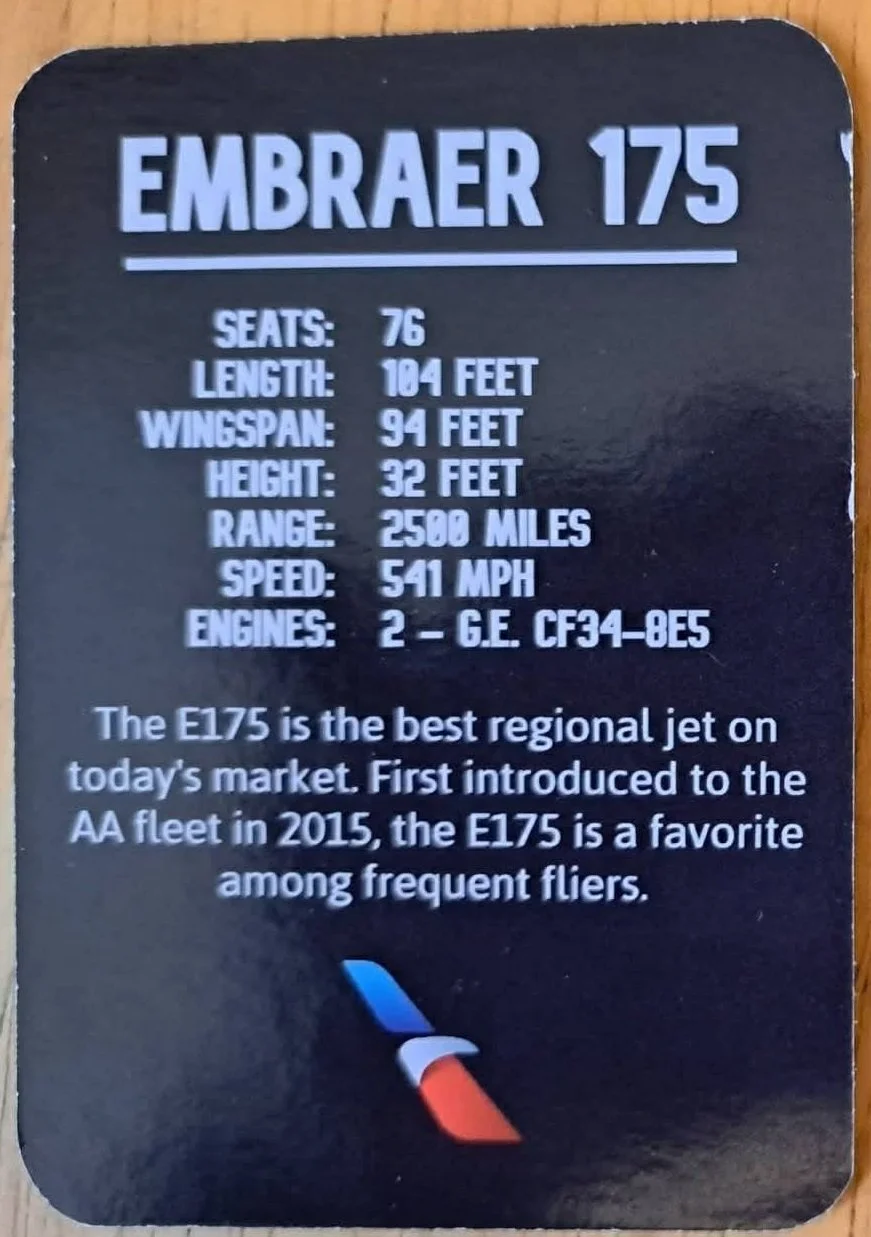 EMBRAER 175
SEATS: 76
LENGTH: 104 FEET
WINGSPAN: 94 FEET
HEIGHT: 32 FEET
RANGE: 2500 MILES
SPEED: 541 MPH
ENGINES: 2 – G.E. CF34–8E5
The E175 is the best regional jet on
today's market. First introduced to the
AA fleet in 2015, the E175 is a favorite
among frequent fliers.